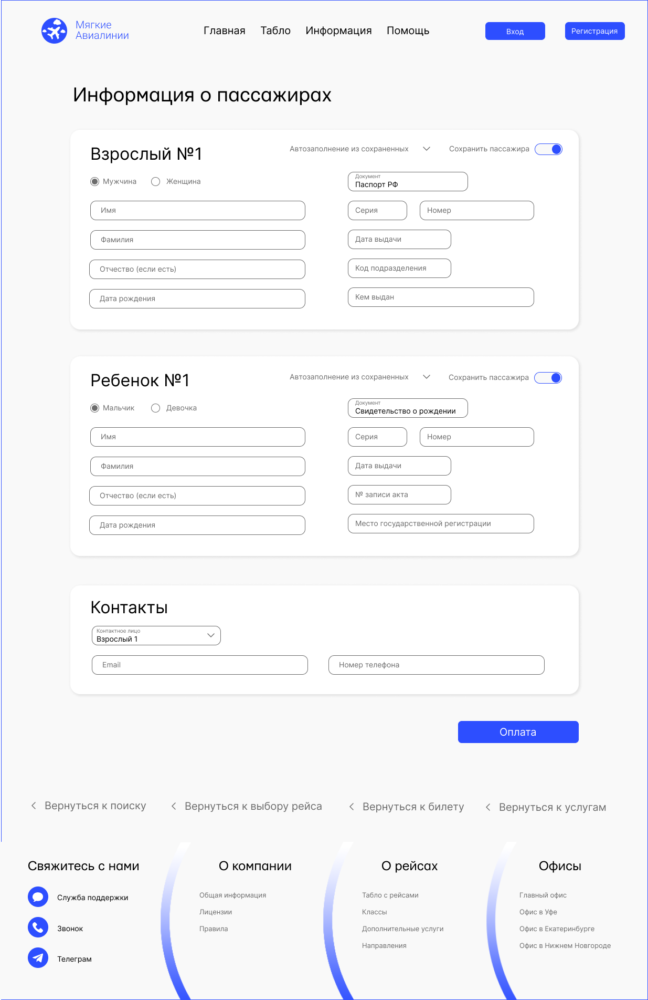 Мягкие
Авиалинии
Главная Табло Информация Помощь
Вход
Регистрация
Информация о пассажирах
Взрослый №1
Автозаполнение из сохраненных
Сохранить пассажира
Мужчина Женщина
Документ
Паспорт РФ
Имя
Серия Номер
Фамилия
Дата выдачи
Отчество (если есть)
Код подразделения
Дата рождения
Кем выдан
Ребенок №1
Автозаполнение из сохраненных
Сохранить пассажира
Мальчик Девочка
Документ
Свидетельство о рождении
Имя
Серия Номер
Фамилия
Дата выдачи
Отчество (если есть)
№ записи акта
Дата рождения
Место государственной регистрации
Контакты
Контактное лицо
Взрослый 1
Email
Номер телефона
Оплата
Вернуться к поиску
Вернуться к выбору рейса
Вернуться к билету
Вернуться к услугам
Свяжитесь с нами
Служба поддержки
Звонок
Телеграм
О компании
Общая информация
Лицензии
Правила
О рейсах
Табло с рейсами
Классы
Дополнительные услуги
Направления
Офисы
Главный офис
Офис в Уфе
Офис в Екатеринбурге
Офис в Нижнем Новгороде